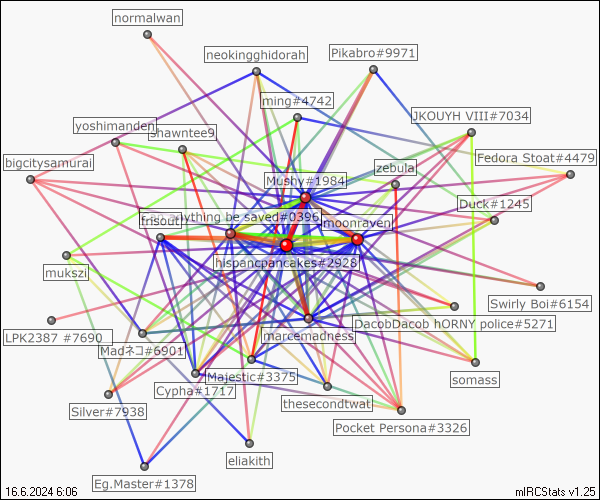 normalwan
neokingghidorah
Pikabro#9971
ming#4742
JKOUYH VIII#7034
yoshimanden
shawntee9
Fedora Stoat#4479
bigcitysamurai
zebula
Mushy#1984
Duck#1245
frisouti
anything be saved#0396
moonraven
hispancpancakes#2928
mukszi
Swirly Boi#6154
LPK2387 #7690
DacobDacob hORNY police#5271
marcemadness
Madネコ#6901
Majestic#3375
somass
Cypha#1717
Silver#7938
thesecondtwat
Pocket Persona#3326
eliakith
Eg.Master#1378
16.6.2024 6:06
mIRCStats v1.25